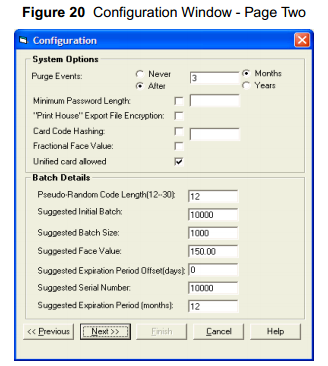 Figure 20 Configuration Window - Page Two
Configuration
System Options
Purge Events: Never 3 Months
After Years
Minimum Password Length:
"Print House" Export File Encryption:
Card Code Hashing:
Fractional Face Value:
Unified card allowed
Batch Details
Pseudo-Random Code Length(12--30): 12
Suggested Initial Batch: 10000
Suggested Batch Size: 1000
Suggested Face Value: 150.00
Suggested Expiration Period Offset(days): 0
Suggested Serial Number: 10000
Suggested Expiration Period (months): 12
<< Previous Next >> Finish Cancel Help